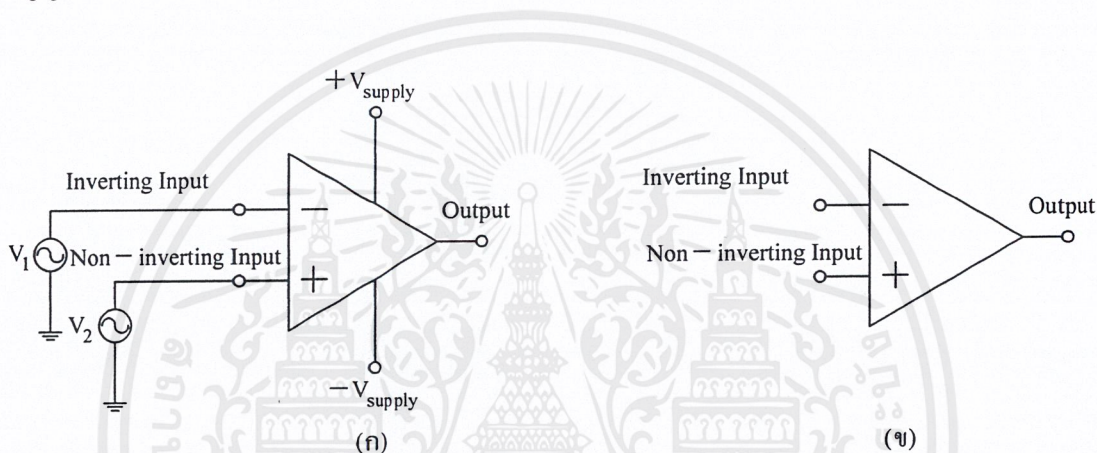 +V supply
Inverting Input
−
Output
V1
Non − inverting Input
+
V2
−V supply
(ก)
Inverting Input
−
Output
Non − inverting Input
+
(ข)